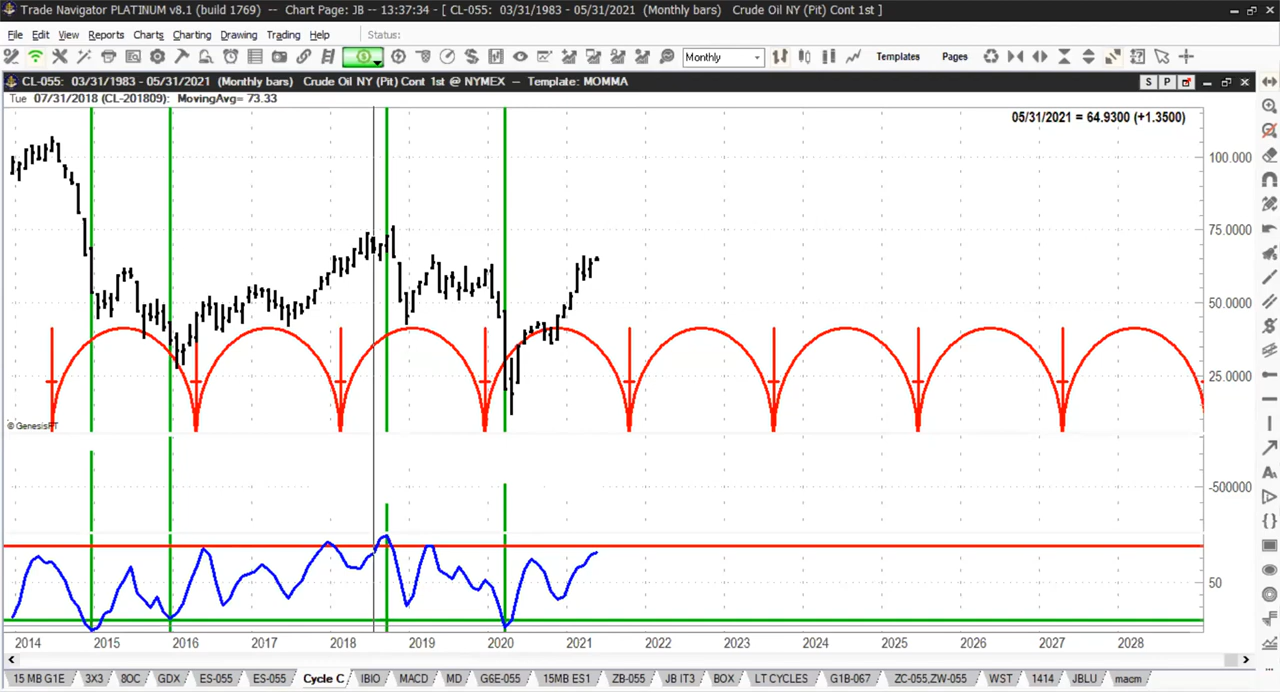 Trade Navigator PLATINUM v8.1 (build 1769) -- Chart Page: JB -- 13:37:34 - [ CL-055: 03/31/1983 - 05/31/2021 (Monthly bars) Crude Oil NY (Pit) Cont 1st ]
File Edit View Reports Charts Charting Drawing Trading Help Status:
Monthly Templates Pages
CL-055: 03/31/1983 - 05/31/2021 (Monthly bars) Crude Oil NY (Pit) Cont 1st @ NYMEX – Template: MOMMA S P
Tue 07/31/2018 (CL-201809): MovingAvg= 73.33
05/31/2021 = 64.9300 (+1.3500)
100.000
75.0000
50.0000
25.0000
© GenesisFT
-500000
50
2014 2015 2016 2017 2018 2019 2020 2021 2022 2023 2024 2025 2026 2027 2028
15 MB G1E 3X3 8OC GDX ES-055 ES-055 Cycle C IBIO MACD MD G6E-055 15MB ES1 ZB-055 JB IT3 BOX LT CYCLES G1B-067 ZC-055,ZW-055 WST 1414 JBLU macm